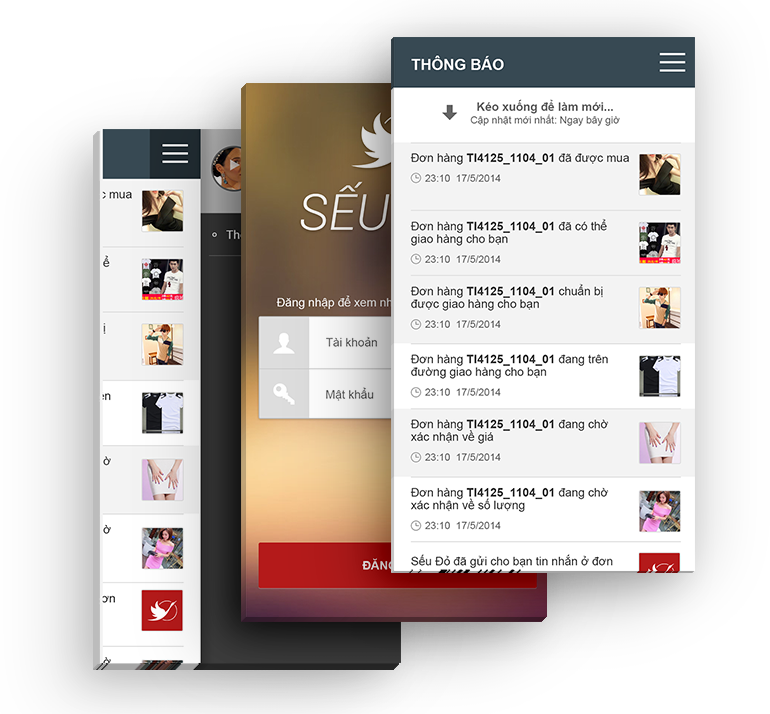 THÔNG BÁO
Kéo xuống để làm mới...
Cập nhật mới nhất: Ngay bây giờ
Đơn hàng TI4125_1104_01 đã được mua
23:10 17/5/2014
Đơn hàng TI4125_1104_01 đã có thể
giao hàng cho bạn
23:10 17/5/2014
Đơn hàng TI4125_1104_01 chuẩn bị
được giao hàng cho bạn
23:10 17/5/2014
Đơn hàng TI4125_1104_01 đang trên
đường giao hàng cho bạn
23:10 17/5/2014
Đơn hàng TI4125_1104_01 đang chờ
xác nhận về giá
23:10 17/5/2014
Đơn hàng TI4125_1104_01 đang chờ
xác nhận về số lượng
23:10 17/5/2014
Sếu Đỏ đã gửi cho bạn tin nhắn ở đơn
SẾU
Đăng nhập để xem
Tài khoản
Mật khẩu
mua